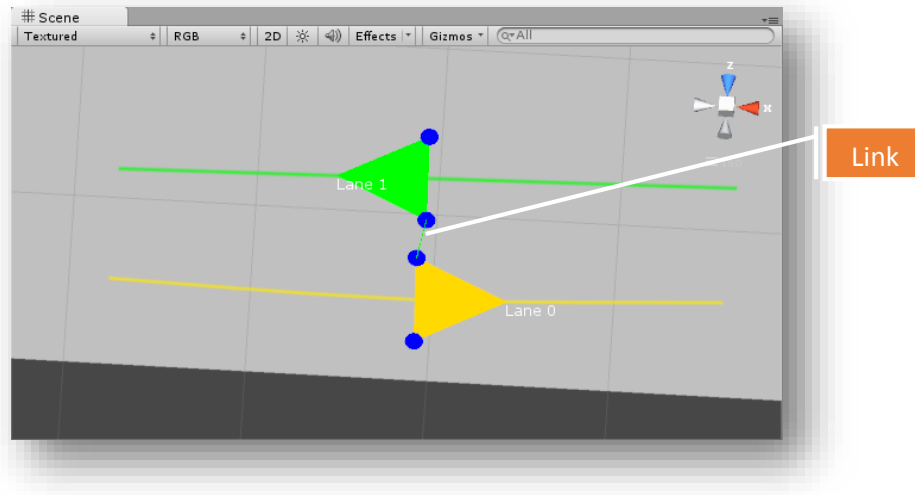 Scene
Textured RGB 2D Effects Gizmos All
z
x
Lane 1
Link
Lane 0